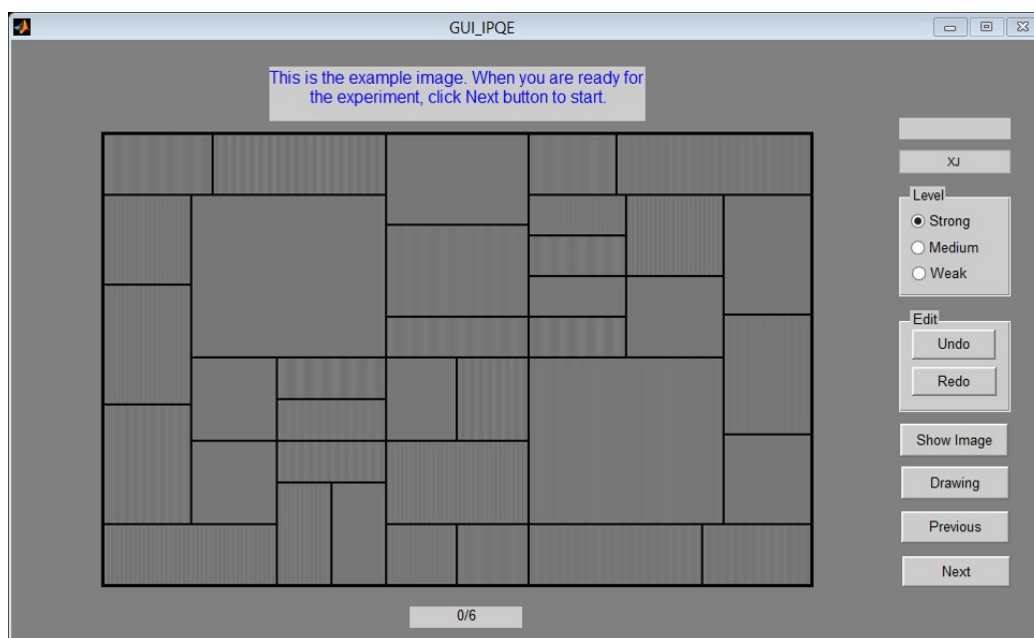 GUI_IPQE
This is the example image. When you are ready for
the experiment, click Next button to start.
XJ
Level
Strong
Medium
Weak
Edit
Undo
Redo
Show Image
Drawing
Previous
Next
0/6